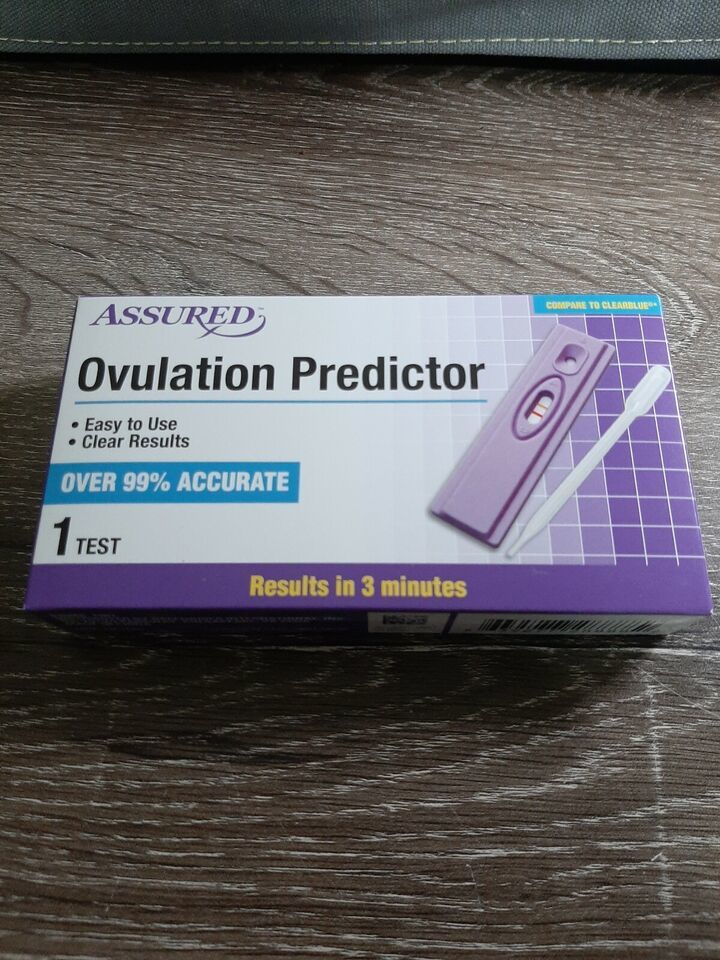 ASSURED™
COMPARE TO CLEARBLUE®*
Ovulation Predictor
• Easy to Use
• Clear Results
OVER 99% ACCURATE
1 TEST
Results in 3 minutes